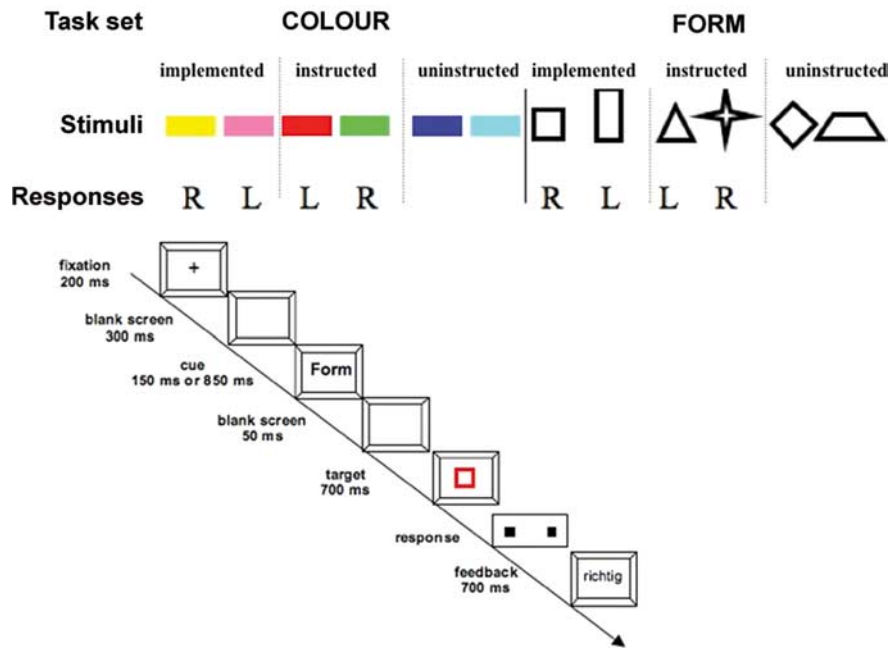 Task set COLOUR FORM
implemented instructed uninstructed implemented instructed uninstructed
Stimuli
Responses R L L R R L L R
+
fixation
200 ms
blank screen
300 ms
cue
150 ms or 850 ms
Form
blank screen
50 ms
target
700 ms
response
feedback
700 ms
richtig